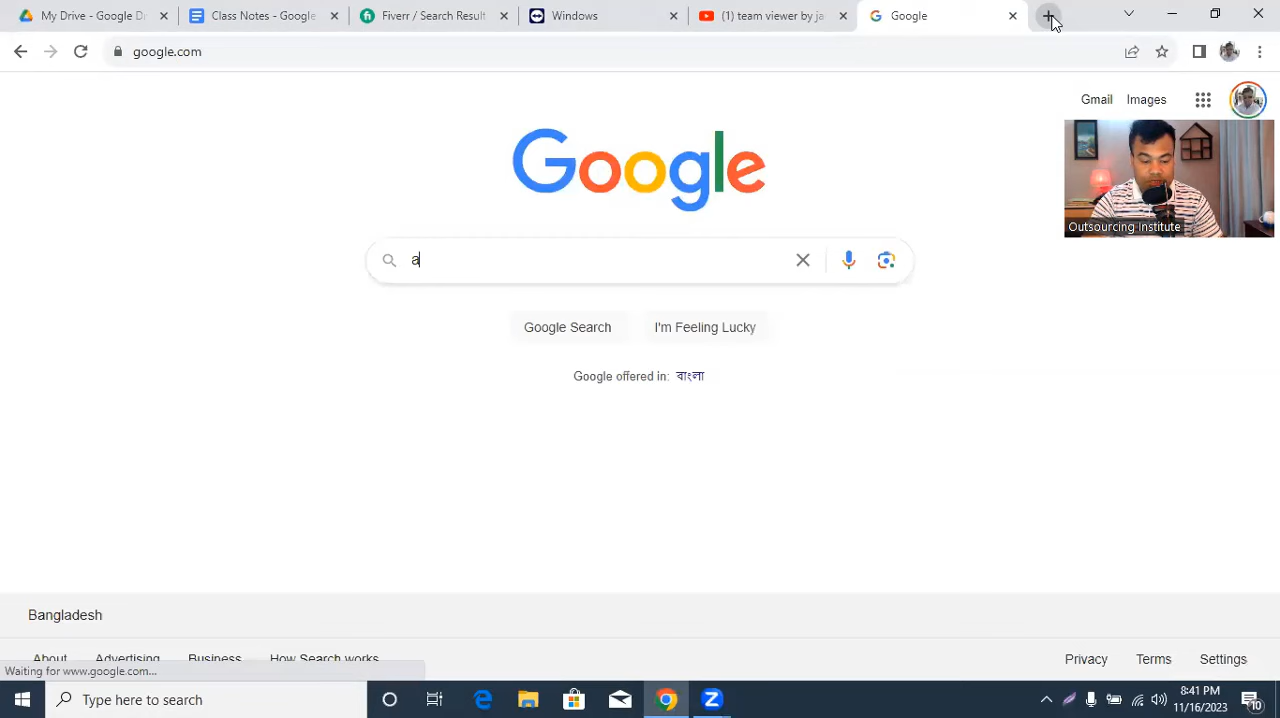 My Drive - Google D
Class Notes - Google
Fiverr / Search Result
Windows
(1) team viewer by ja
Google
google.com
Gmail
Images
Google
Outsourcing Institute
a
Google Search
I'm Feeling Lucky
Google offered in: বাংলা
Bangladesh
About
Advertising
Business
How Search works
Privacy
Terms
Settings
Waiting for www.google.com...
Type here to search
8:41 PM
11/16/2023
10